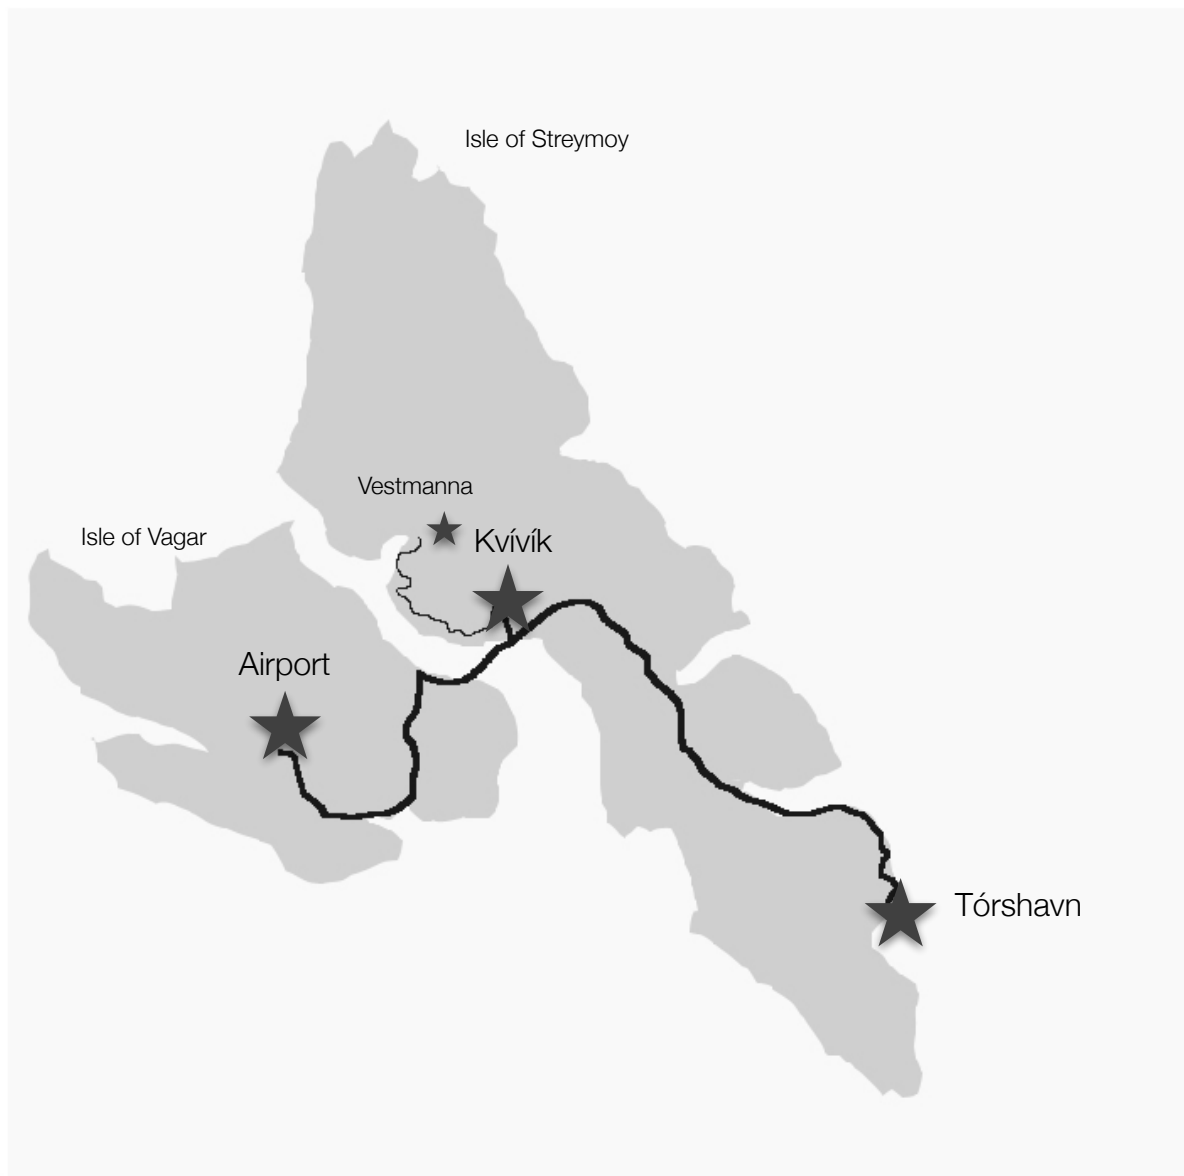 Isle of Streymoy
Vestmanna
Isle of Vagar
Kvívík
Airport
Tórshavn